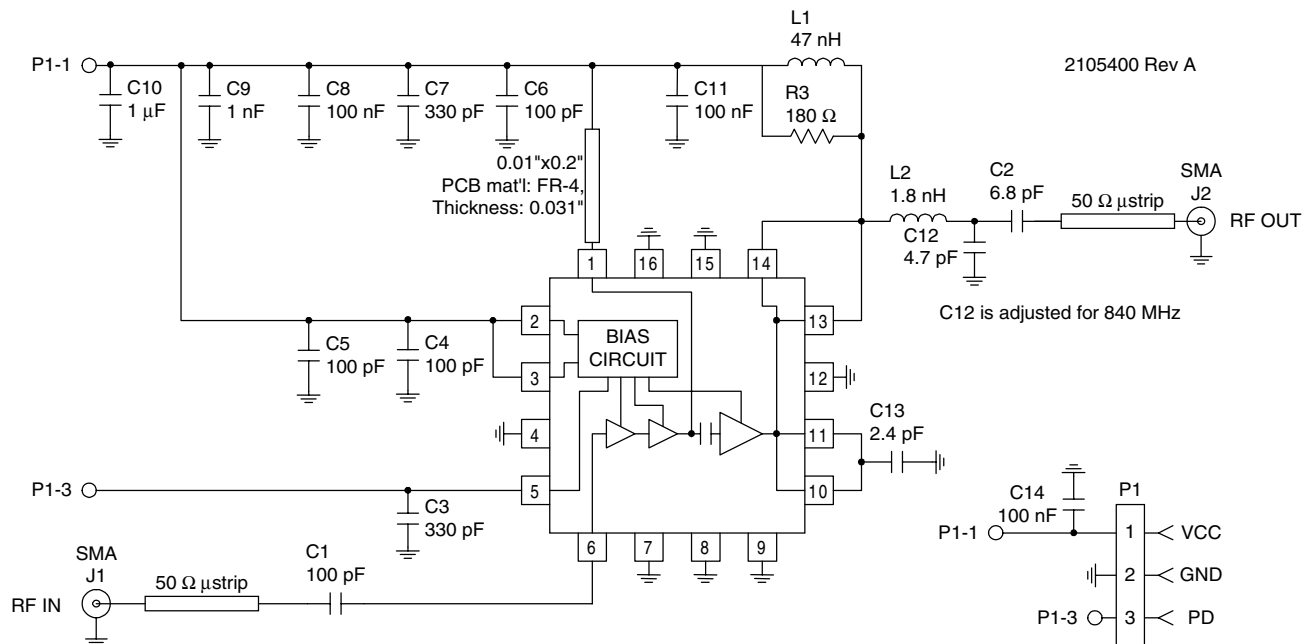 L1
47 nH
P1-1
2105400 Rev A
C10
1 µF
C9
1 nF
C8
100 nF
C7
330 pF
C6
100 pF
C11
100 nF
R3
180 Ω
0.01"x0.2"
PCB mat'l: FR-4,
Thickness: 0.031"
L2
1.8 nH
C2
6.8 pF
SMA
J2
50 Ω µstrip
RF OUT
C12
4.7 pF
C12 is adjusted for 840 MHz
1
16
15
14
2
13
BIAS
CIRCUIT
C5
100 pF
C4
100 pF
3
12
4
11
C13
2.4 pF
P1-3
5
10
C3
330 pF
6
7
8
9
SMA
J1
RF IN
50 Ω µstrip
C1
100 pF
C14
100 nF
P1
P1-1
1
VCC
2
GND
P1-3
3
PD